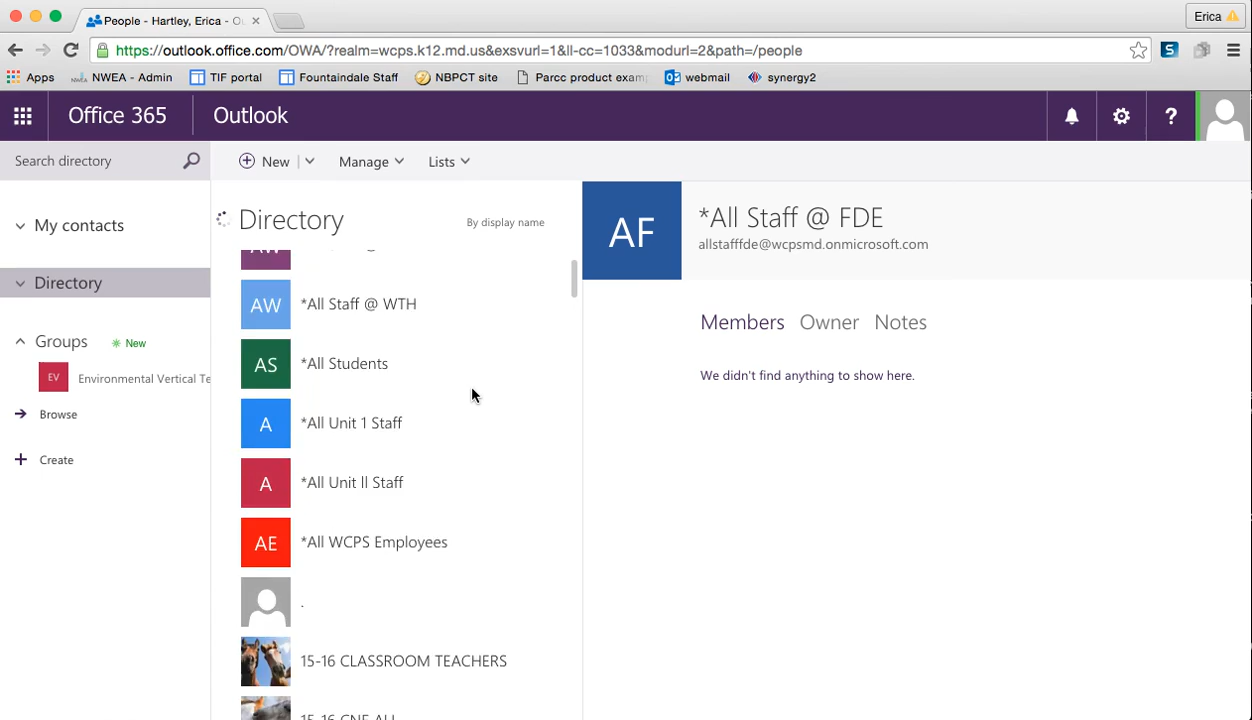 People - Hartley, Erica - O
Erica
https://outlook.office.com/OWA/?realm=wcps.k12.md.us&exsvurl=1&ll-cc=1033&modurl=2&path=/people
Apps
NWEA - Admin
TIF portal
Fountaindale Staff
NBPCT site
Parcc product exam
webmail
synergy2
Office 365
Outlook
?
Search directory
New
Manage
Lists
My contacts
Directory
Groups
New
EV
Environmental Vertical Te
Browse
Create
Directory
By display name
AW
*All Staff @ WTH
AS
*All Students
A
*All Unit 1 Staff
A
*All Unit ll Staff
AE
*All WCPS Employees
.
15-16 CLASSROOM TEACHERS
AF
*All Staff @ FDE
allstafffde@wcpsmd.onmicrosoft.com
Members
Owner
Notes
We didn't find anything to show here.